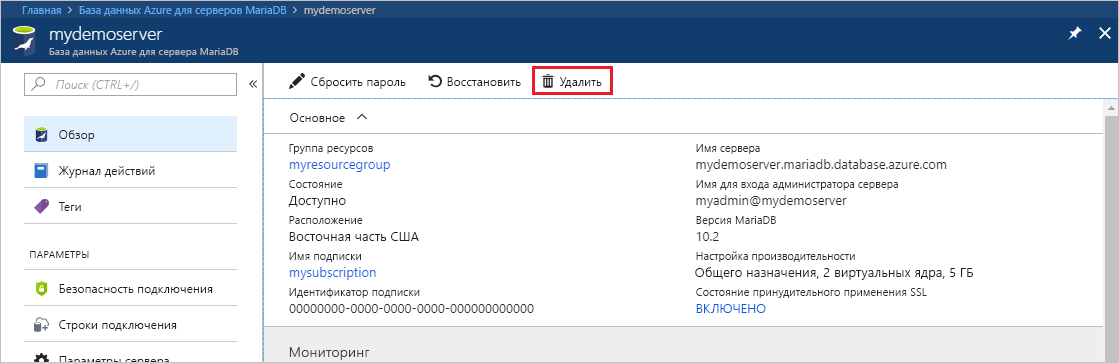 Главная > База данных Azure для серверов MariaDB > mydemoserver
mydemoserver
База данных Azure для сервера MariaDB
Поиск (CTRL+/)
«
Обзор
Журнал действий
Теги
ПАРАМЕТРЫ
Безопасность подключения
Строки подключения
Параметры сервера
Сбросить пароль
Восстановить
Удалить
Основное
Группа ресурсов
myresourcegroup
Состояние
Доступно
Расположение
Восточная часть США
Имя подписки
mysubscription
Идентификатор подписки
00000000-0000-0000-0000-000000000000
Имя сервера
mydemoserver.mariadb.database.azure.com
Имя для входа администратора сервера
myadmin@mydemoserver
Версия MariaDB
10.2
Настройка производительности
Общего назначения, 2 виртуальных ядра, 5 ГБ
Состояние принудительного применения SSL
ВКЛЮЧЕНО
Мониторинг